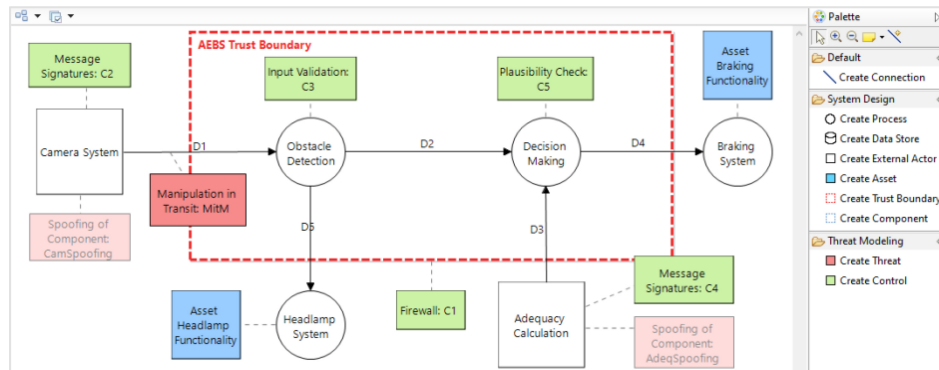 Palette
AEBS Trust Boundary
Message
Signatures: C2
Input Validation:
C3
Plausibility Check:
C5
Asset
Braking
Functionality
Default
Create Connection
System Design
Create Process
Create Data Store
Create External Actor
Create Asset
Create Trust Boundary
Create Component
Threat Modeling
Create Threat
Create Control
Camera System
D1
Obstacle
Detection
D2
Decision
Making
D4
Braking
System
Manipulation in
Transit: MitM
Spoofing of
Component:
CamSpoofing
D5
D3
Asset
Headlamp
Functionality
Headlamp
System
Firewall: C1
Adequacy
Calculation
Message
Signatures: C4
Spoofing of
Component:
AdeqSpoofing